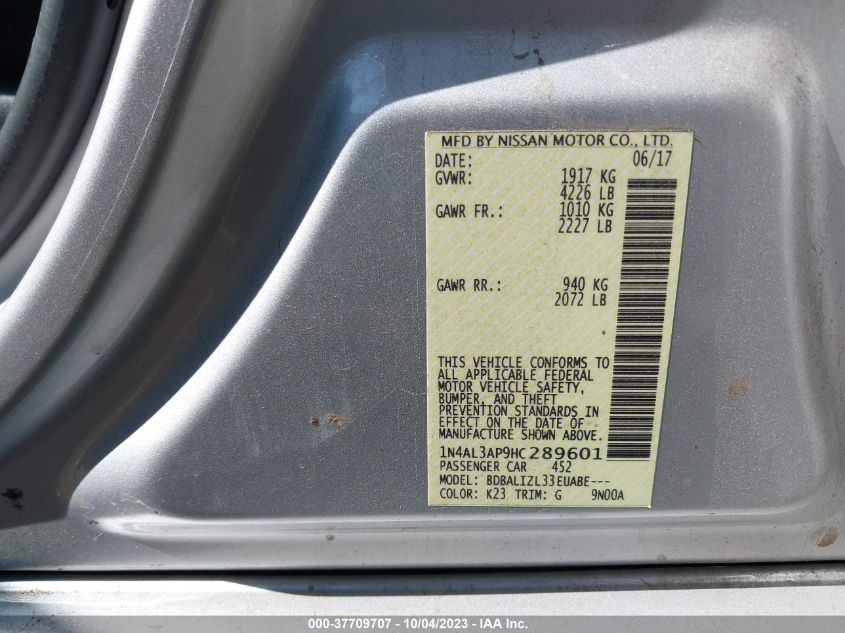 MFD BY NISSAN MOTOR CO., LTD.
DATE: 06/17
GVWR: 1917 KG
4226 LB
GAWR FR.: 1010 KG
2227 LB
GAWR RR.: 940 KG
2072 LB
THIS VEHICLE CONFORMS TO
ALL APPLICABLE FEDERAL
MOTOR VEHICLE SAFETY,
BUMPER, AND THEFT
PREVENTION STANDARDS IN
EFFECT ON THE DATE OF
MANUFACTURE SHOWN ABOVE.
1N4AL3AP9HC289601
PASSENGER CAR 452
MODEL: BDBALIZL33EUABE---
COLOR: K23 TRIM: G 9N00A
000-37709707 - 10/04/2023 - IAA Inc.